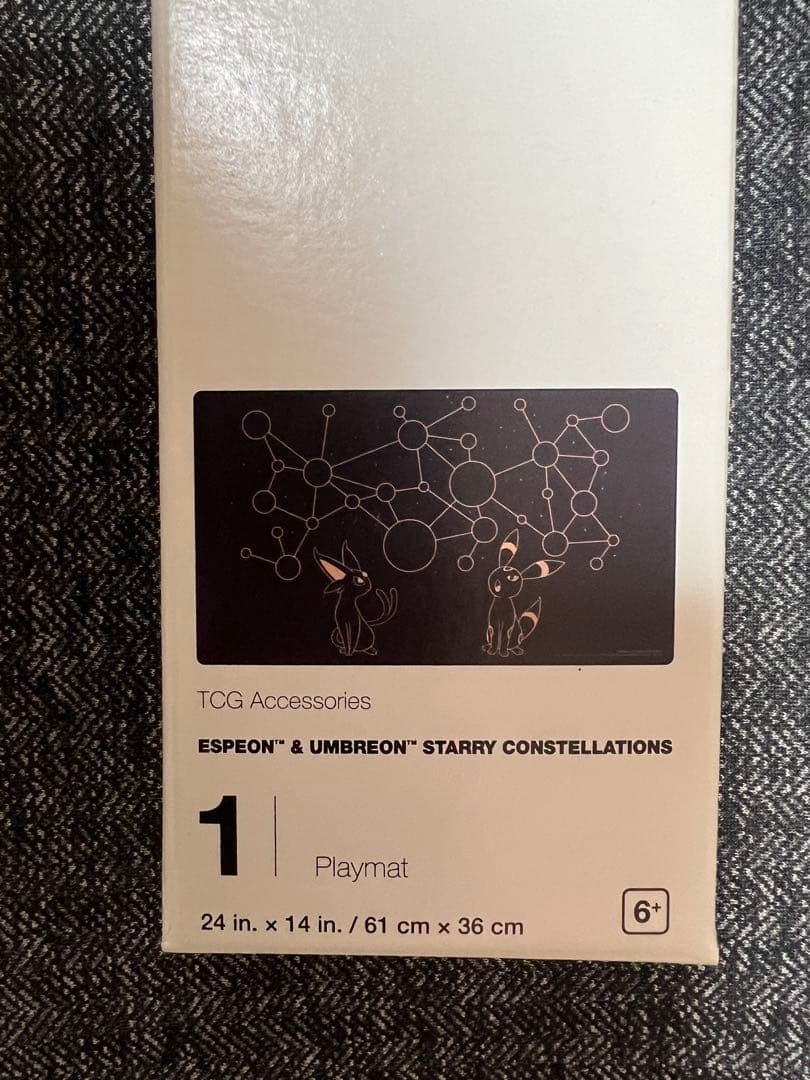 TCG Accessories
ESPEON™ & UMBREON™ STARRY CONSTELLATIONS
1
Playmat
24 in. × 14 in. / 61 cm × 36 cm
6+